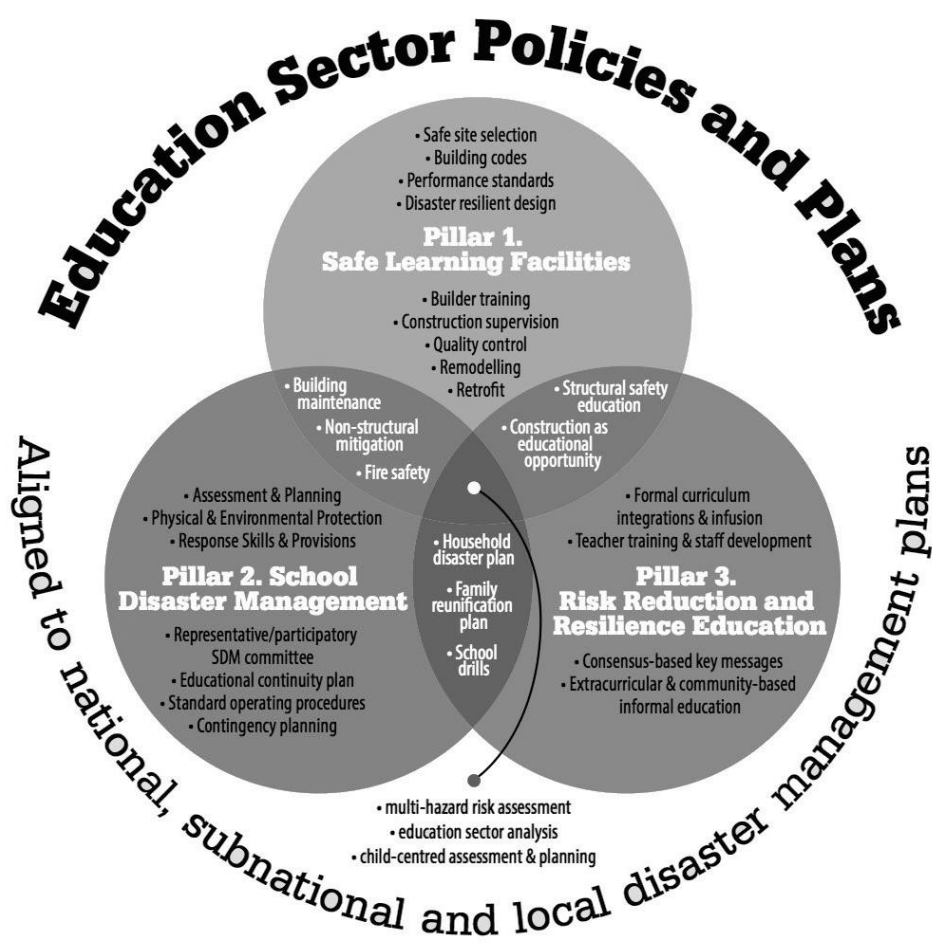 Education Sector Policies and Plans
• Safe site selection
• Building codes
• Performance standards
• Disaster resilient design
Pillar 1.
Safe Learning Facilities
• Builder training
• Construction supervision
• Quality control
• Remodelling
• Retrofit
• Building
maintenance
• Non-structural
mitigation
• Fire safety
• Structural safety
education
• Construction as
educational
opportunity
• Assessment & Planning
• Physical & Environmental Protection
• Response Skills & Provisions
Pillar 2. School
Disaster Management
• Representative/participatory
SDM committee
• Educational continuity plan
• Standard operating procedures
• Contingency planning
• Household
disaster plan
• Family
reunification
plan
• School
drills
• Formal curriculum
integrations & infusion
• Teacher training & staff development
Pillar 3.
Risk Reduction and
Resilience Education
• Consensus-based key messages
• Extracurricular & community-based
informal education
• multi-hazard risk assessment
• education sector analysis
• child-centred assessment & planning
Aligned to national, subnational and local disaster management plans